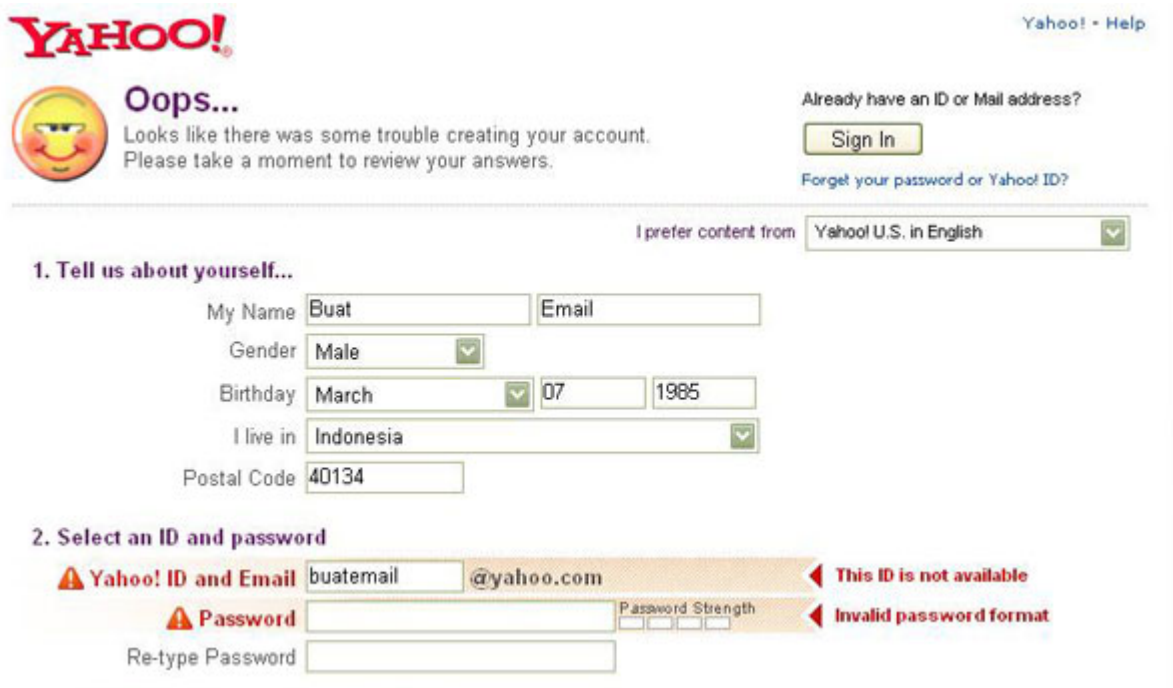 YAHOO!
Yahoo! - Help
Oops...
Looks like there was some trouble creating your account.
Please take a moment to review your answers.
Already have an ID or Mail address?
Sign In
Forget your password or Yahoo! ID?
I prefer content from Yahoo! U.S. in English
1. Tell us about yourself...
My Name Buat Email
Gender Male
Birthday March 07 1985
I live in Indonesia
Postal Code 40134
2. Select an ID and password
Yahoo! ID and Email buatemail @yahoo.com This ID is not available
Password Password Strength Invalid password format
Re-type Password